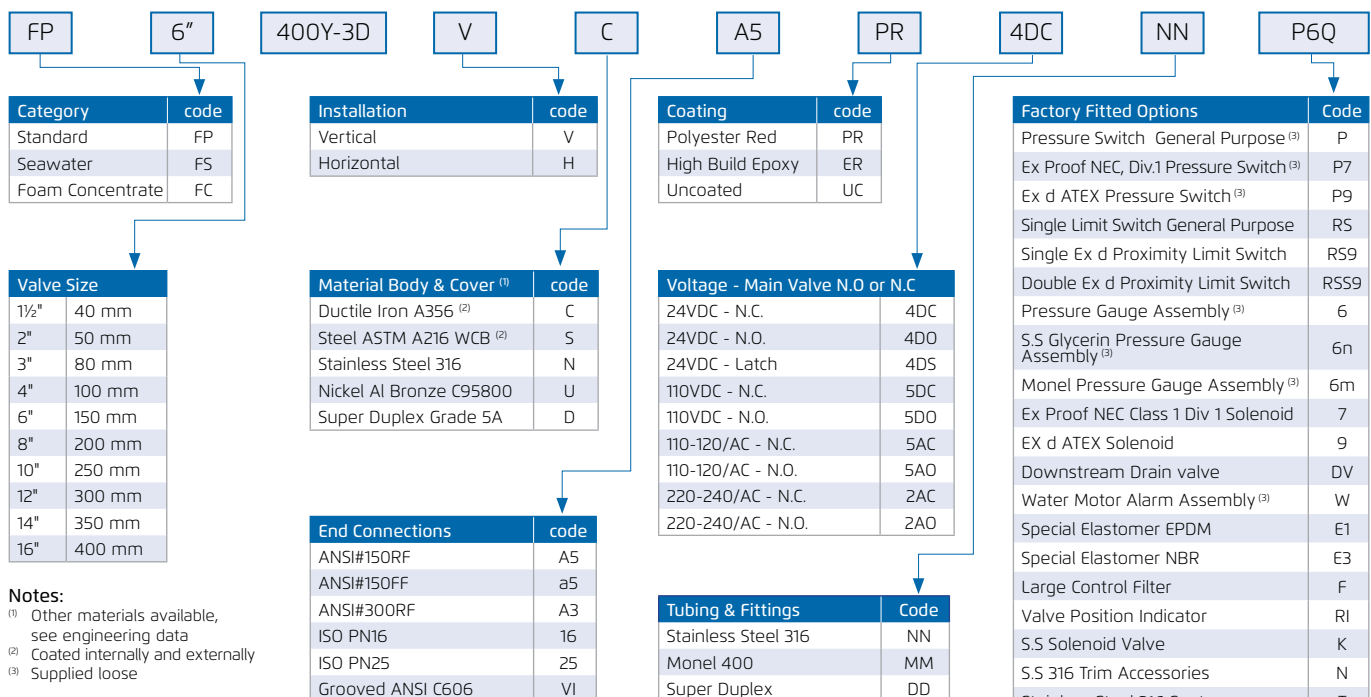 FP 6" 400Y-3D V C A5 PR 4DC NN P6Q
Category code
Standard FP
Seawater FS
Foam Concentrate FC
Valve Size
1½" 40 mm
2" 50 mm
3" 80 mm
4" 100 mm
6" 150 mm
8" 200 mm
10" 250 mm
12" 300 mm
14" 350 mm
16" 400 mm
Notes:
(1) Other materials available,
see engineering data
(2) Coated internally and externally
(3) Supplied loose
Installation code
Vertical V
Horizontal H
Material Body & Cover (1) code
Ductile Iron A356 (2) C
Steel ASTM A216 WCB (2) S
Stainless Steel 316 N
Nickel Al Bronze C95800 U
Super Duplex Grade 5A D
End Connections code
ANSI#150RF A5
ANSI#150FF a5
ANSI#300RF A3
ISO PN16 16
ISO PN25 25
Grooved ANSI C606 VI
Coating code
Polyester Red PR
High Build Epoxy ER
Uncoated UC
Voltage - Main Valve N.O or N.C
24VDC - N.C. 4DC
24VDC - N.O. 4DO
24VDC - Latch 4DS
110VDC - N.C. 5DC
110VDC - N.O. 5DO
110-120/AC - N.C. 5AC
110-120/AC - N.O. 5AO
220-240/AC - N.C. 2AC
220-240/AC - N.O. 2AO
Tubing & Fittings Code
Stainless Steel 316 NN
Monel 400 MM
Super Duplex DD
Factory Fitted Options Code
Pressure Switch General Purpose (3) P
Ex Proof NEC, Div.1 Pressure Switch (3) P7
Ex d ATEX Pressure Switch (3) P9
Single Limit Switch General Purpose RS
Single Ex d Proximity Limit Switch RS9
Double Ex d Proximity Limit Switch RSS9
Pressure Gauge Assembly (3) 6
S.S Glycerin Pressure Gauge
Assembly (3) 6n
Monel Pressure Gauge Assembly (3) 6m
Ex Proof NEC Class 1 Div 1 Solenoid 7
EX d ATEX Solenoid 9
Downstream Drain valve DV
Water Motor Alarm Assembly (3) W
Special Elastomer EPDM E1
Special Elastomer NBR E3
Large Control Filter F
Valve Position Indicator RI
S.S Solenoid Valve K
S.S 316 Trim Accessories N